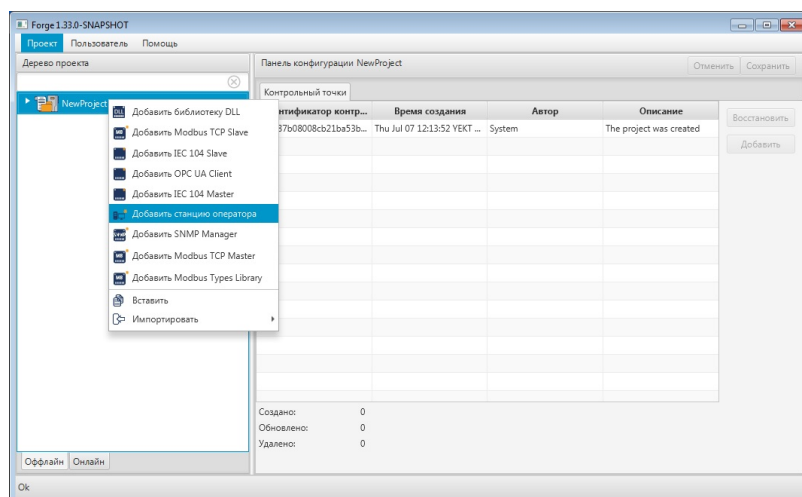 Forge 1.33.0-SNAPSHOT
Проект Пользователь Помощь
Дерево проекта
Панель конфигурации NewProject
Отменить Сохранить
Контрольный точки
NewProject
нтификатор контр... Время создания Автор Описание
37b08008cb21ba53b... Thu Jul 07 12:13:52 YEKT ... System The project was created
Восстановить
Добавить
Добавить библиотеку DLL
Добавить Modbus TCP Slave
Добавить IEC 104 Slave
Добавить OPC UA Client
Добавить IEC 104 Master
Добавить станцию оператора
Добавить SNMP Manager
Добавить Modbus TCP Master
Добавить Modbus Types Library
Вставить
Импортировать
Создано: 0
Обновлено: 0
Удалено: 0
Оффлайн Онлайн
Ok